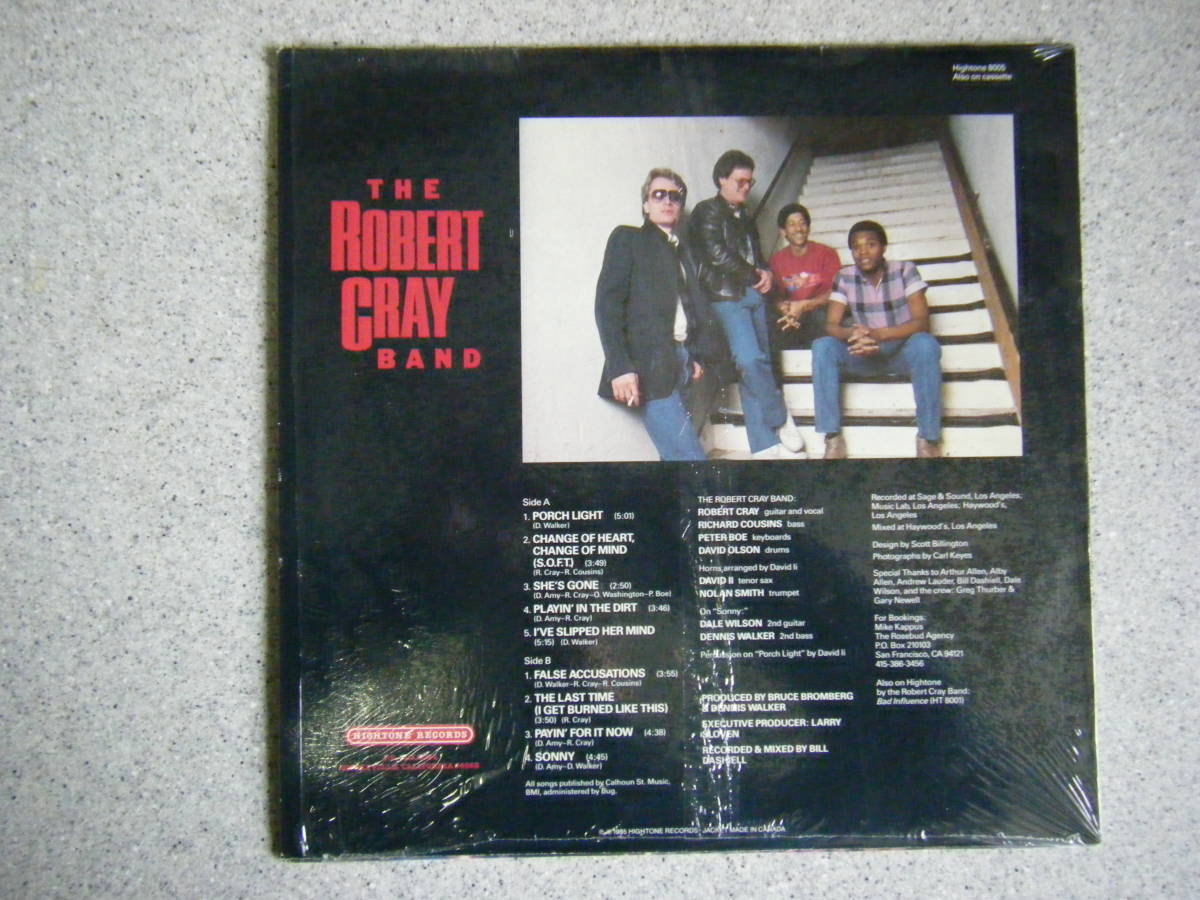 Hightone 8005
Also on cassette
THE
ROBERT
CRAY
BAND
Side A
1. PORCH LIGHT (5:01)
(D. Walker)
2. CHANGE OF HEART,
CHANGE OF MIND
(S.O.F.T.) (3:49)
(R. Cray–R. Cousins)
3. SHE'S GONE (2:50)
(D. Amy–R. Cray–O. Washington–P. Boe)
4. PLAYIN' IN THE DIRT (3:46)
(D. Amy–R. Cray)
5. I'VE SLIPPED HER MIND
(5:15) (D. Walker)
Side B
1. FALSE ACCUSATIONS (3:55)
(D. Walker–R. Cray–R. Cousins)
2. THE LAST TIME
(I GET BURNED LIKE THIS)
(3:50) (R. Cray)
3. PAYIN' FOR IT NOW (4:38)
(D. Amy–R. Cray)
4. SONNY (4:45)
(D. Amy–D. Walker)
All songs published by Calhoun St. Music,
BMI, administered by Bug.
THE ROBERT CRAY BAND:
ROBERT CRAY guitar and vocal
RICHARD COUSINS bass
PETER BOE keyboards
DAVID OLSON drums
Horns arranged by David Ii
DAVID II tenor sax
NOLAN SMITH trumpet
On "Sonny:"
DALE WILSON 2nd guitar
DENNIS WALKER 2nd bass
Percussion on "Porch Light" by David Ii
PRODUCED BY BRUCE BROMBERG
& DENNIS WALKER
EXECUTIVE PRODUCER: LARRY
SLOVEN
RECORDED & MIXED BY BILL
DASHIELL
Recorded at Sage & Sound, Los Angeles;
Music Lab, Los Angeles; Haywood's,
Los Angeles
Mixed at Haywood's, Los Angeles
Design by Scott Billington
Photographs by Carl Keyes
Special Thanks to Arthur Allen, Alby
Allen, Andrew Lauder, Bill Dashiell, Dale
Wilson, and the crew: Greg Thurber &
Gary Newell
For Bookings:
Mike Kappus
The Rosebud Agency
P.O. Box 210103
San Francisco, CA 94121
415-386-3456
Also on Hightone
by the Robert Cray Band:
Bad Influence (HT 8001)
HIGHTONE RECORDS
℗ © 1985 HIGHTONE RECORDS · JACKET MADE IN CANADA